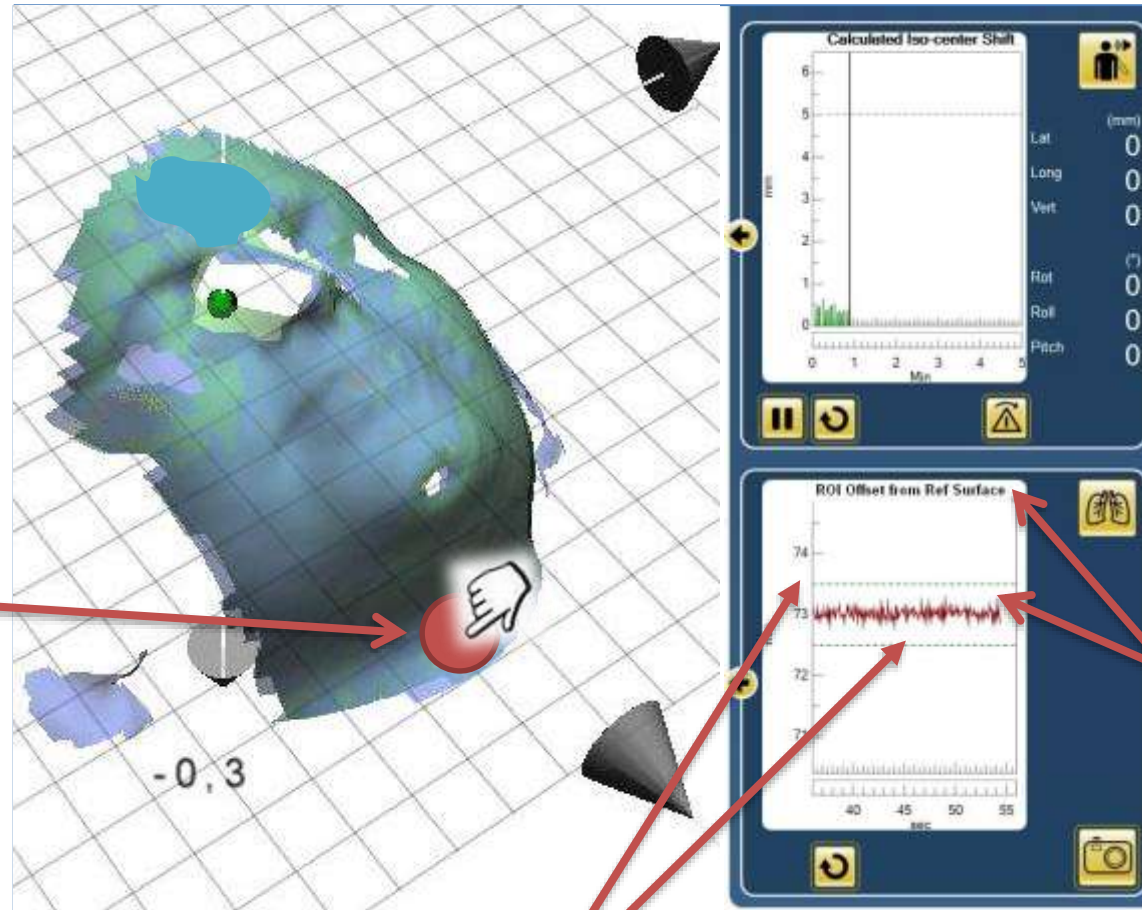 Calculated Iso-center Shift
6
5
4
3
2
1
0
mm
0 1 2 3 4 5
Min
(mm)
Lat 0
Long 0
Vert 0
(°)
Rot 0
Roll 0
Pitch 0
ROI Offset from Ref Surface
74
73
72
71
40 45 50 55
sec
-0,3